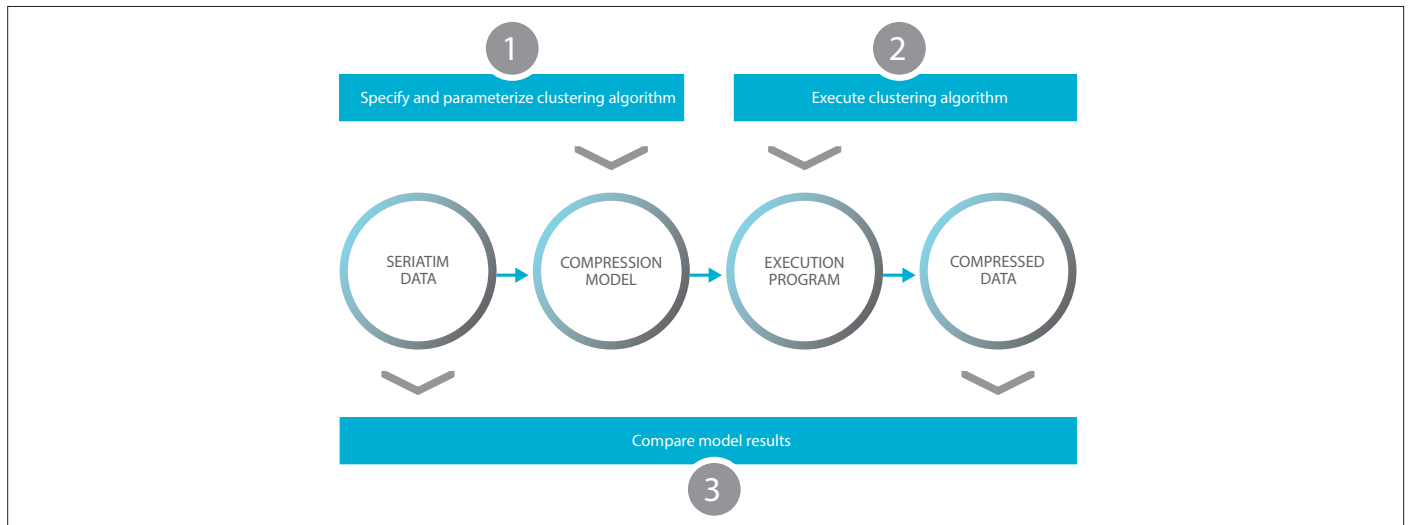 1
2
Specify and parameterize clustering algorithm
Execute clustering algorithm
SERIATIM
DATA
COMPRESSION
MODEL
EXECUTION
PROGRAM
COMPRESSED
DATA
Compare model results
3